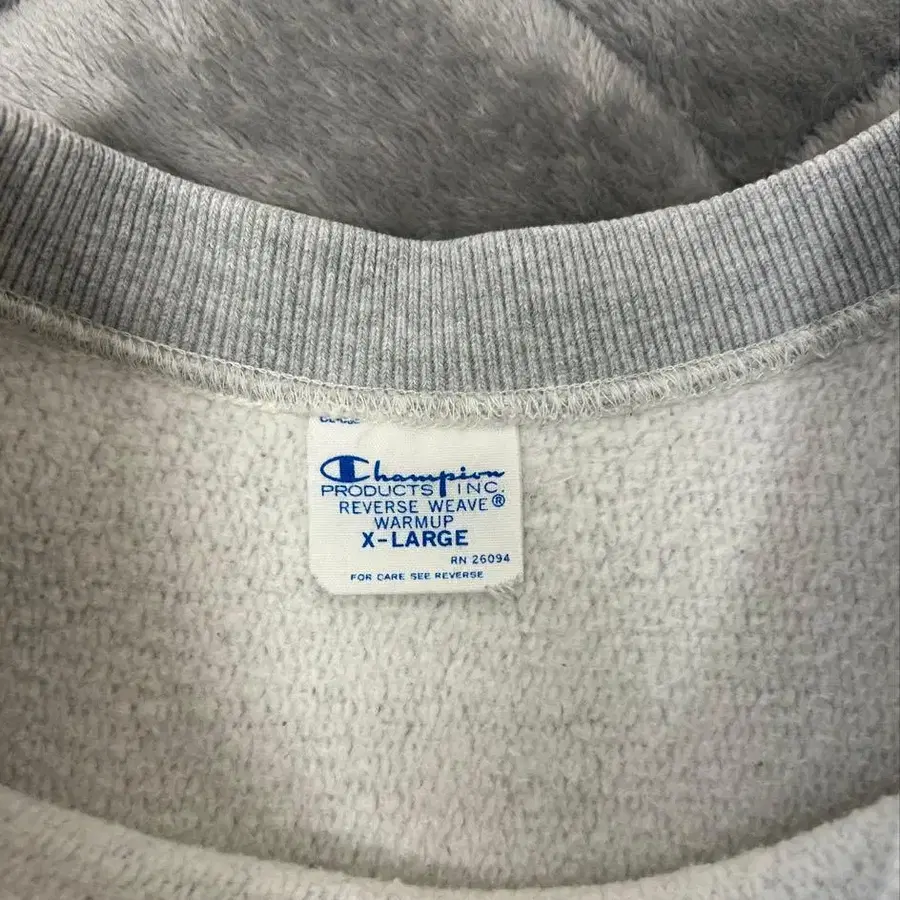 Champion
PRODUCTS INC.
REVERSE WEAVE®
WARMUP
X-LARGE
RN 26094
FOR CARE SEE REVERSE